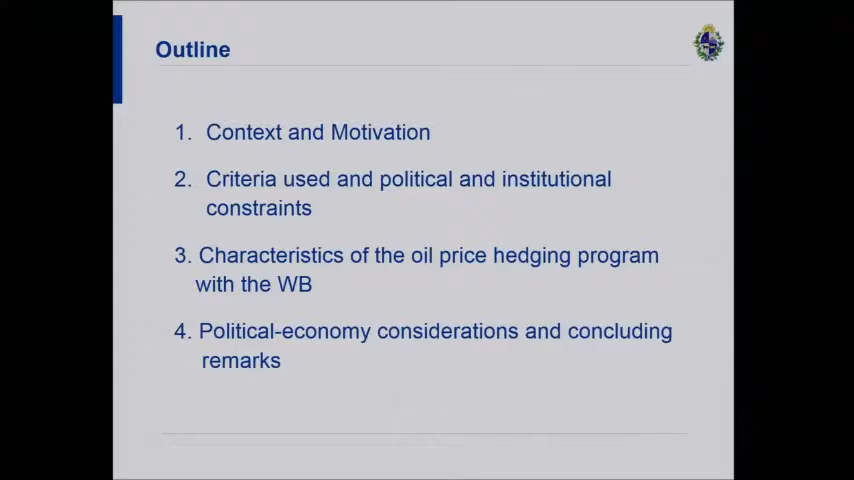 Outline
1. Context and Motivation
2. Criteria used and political and institutional
constraints
3. Characteristics of the oil price hedging program
with the WB
4. Political-economy considerations and concluding
remarks